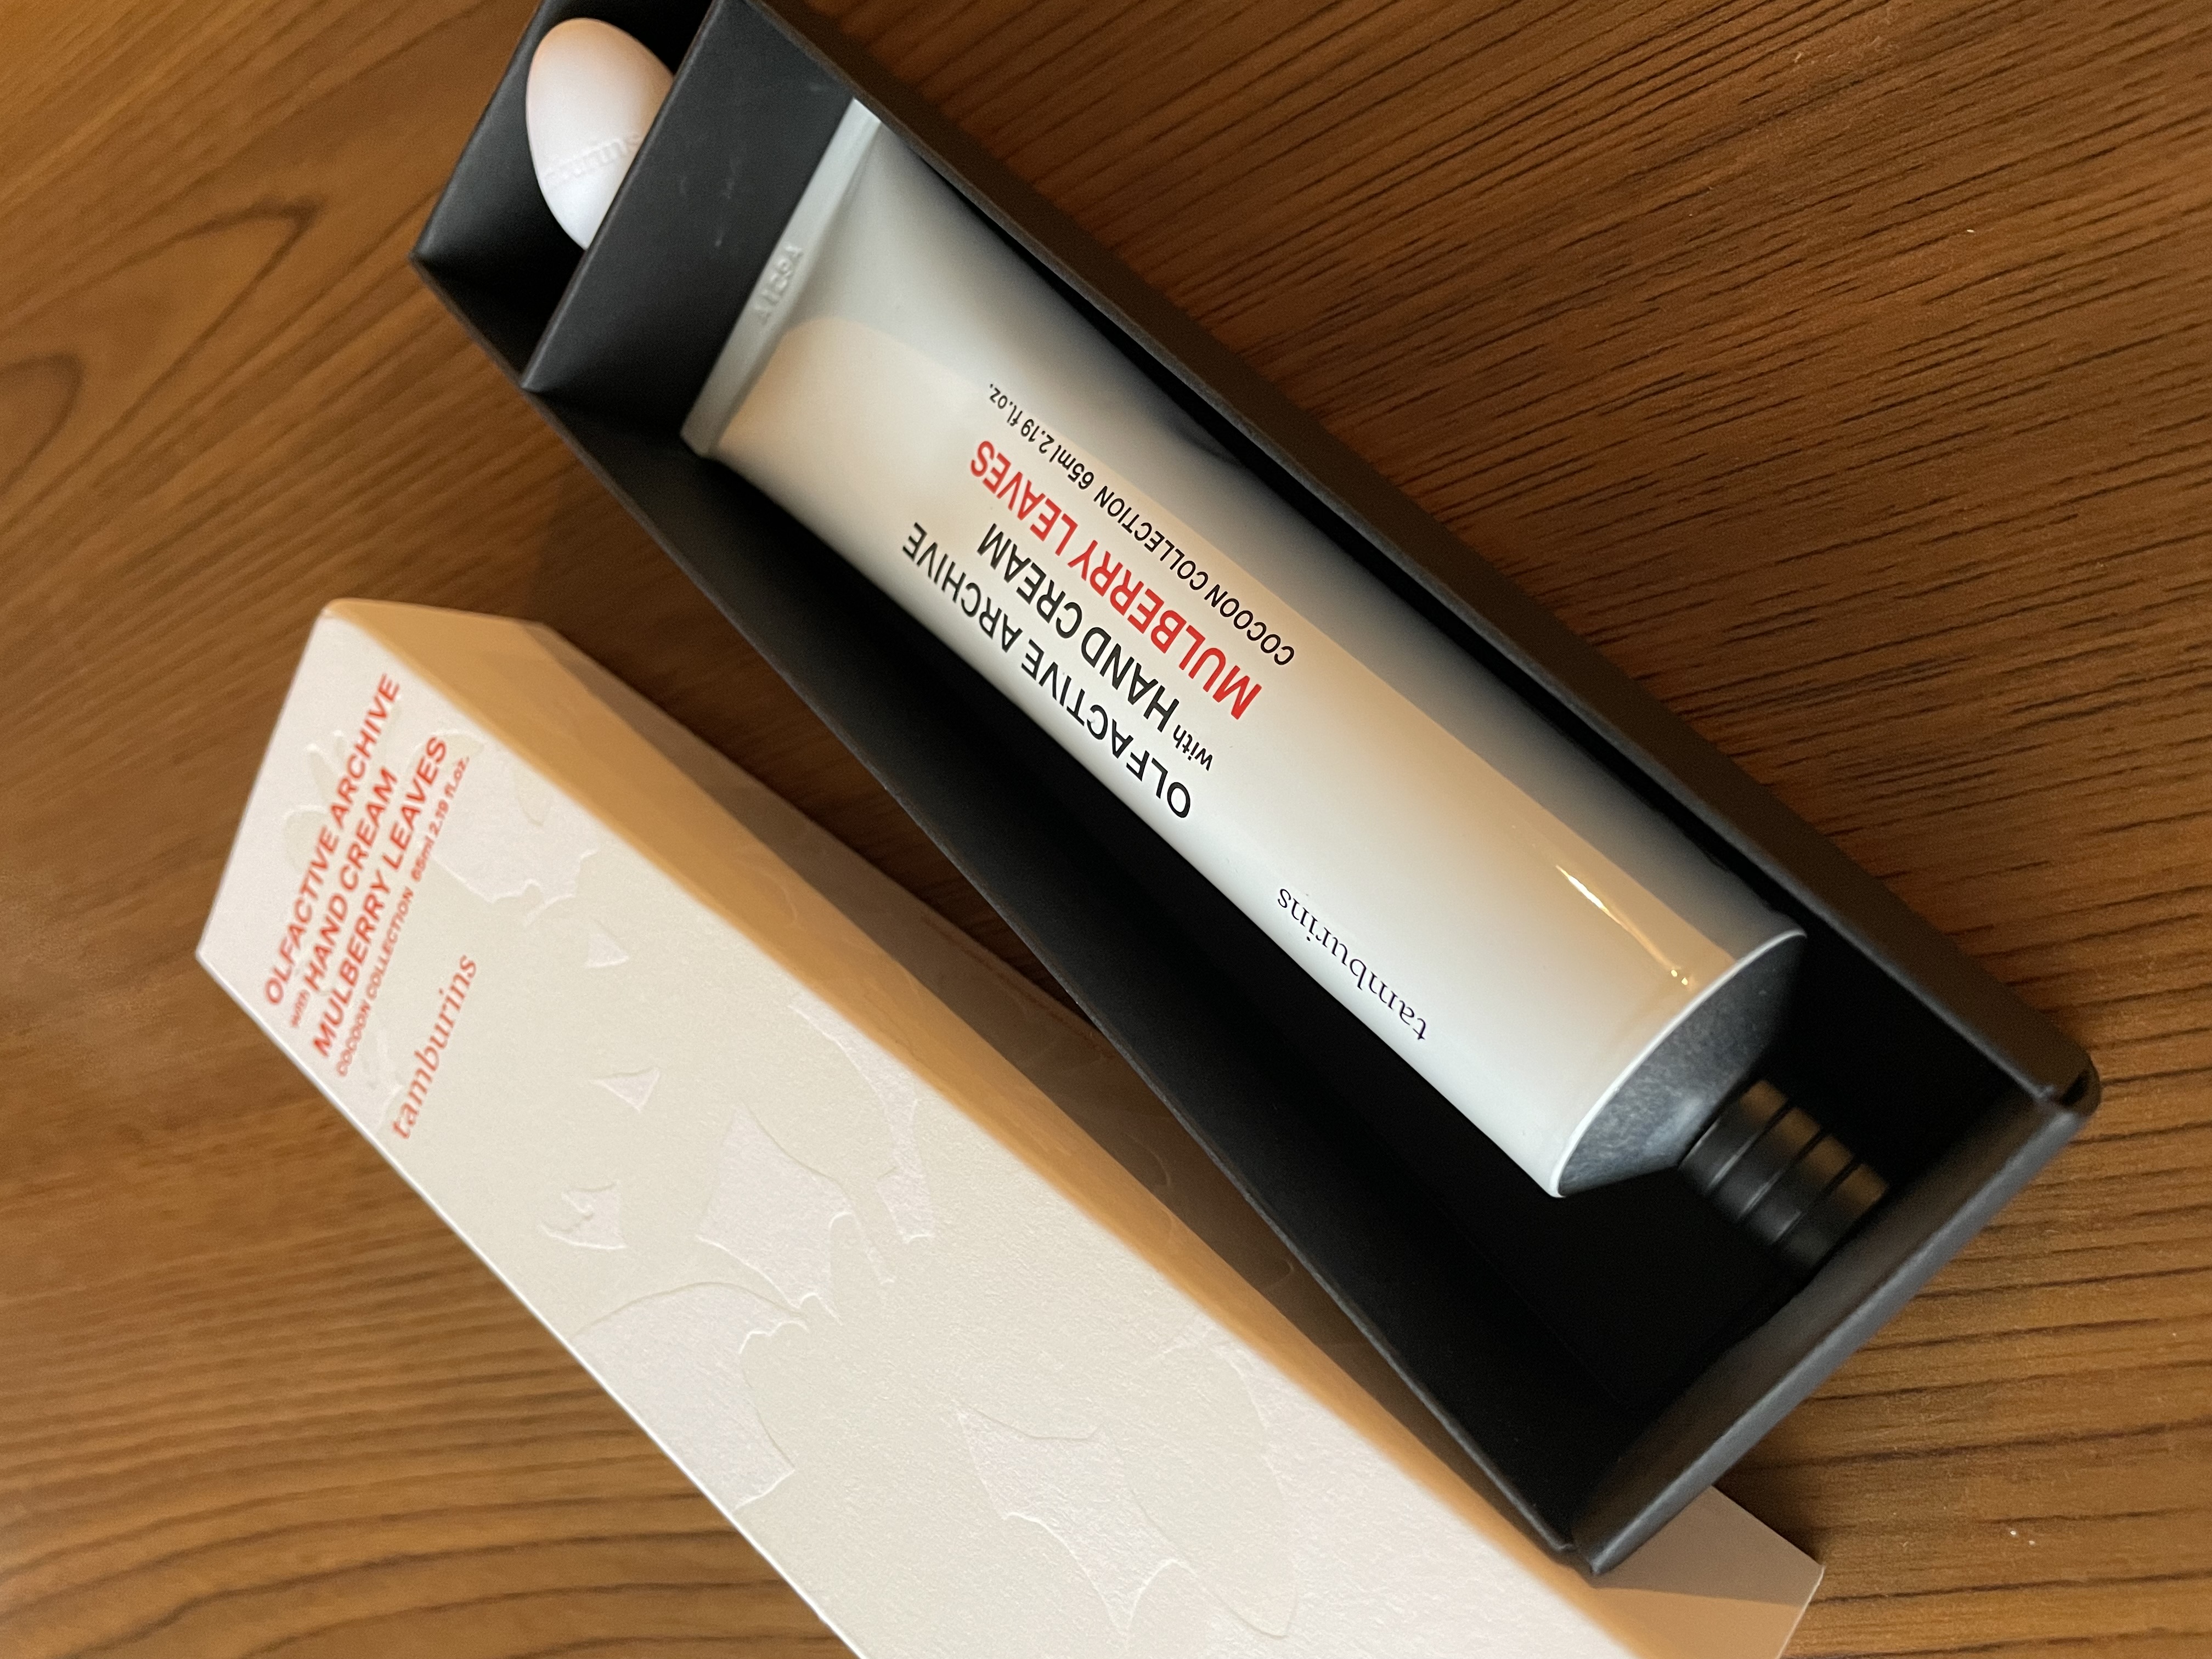 OLFACTIVE ARCHIVE
with HAND CREAM
MULBERRY LEAVES
COCOON COLLECTION 65ml 2.19 fl.oz.
tamburins
OLFACTIVE ARCHIVE
with HAND CREAM
MULBERRY LEAVES
COCOON COLLECTION 65ml 2.19 fl.oz.
tamburins